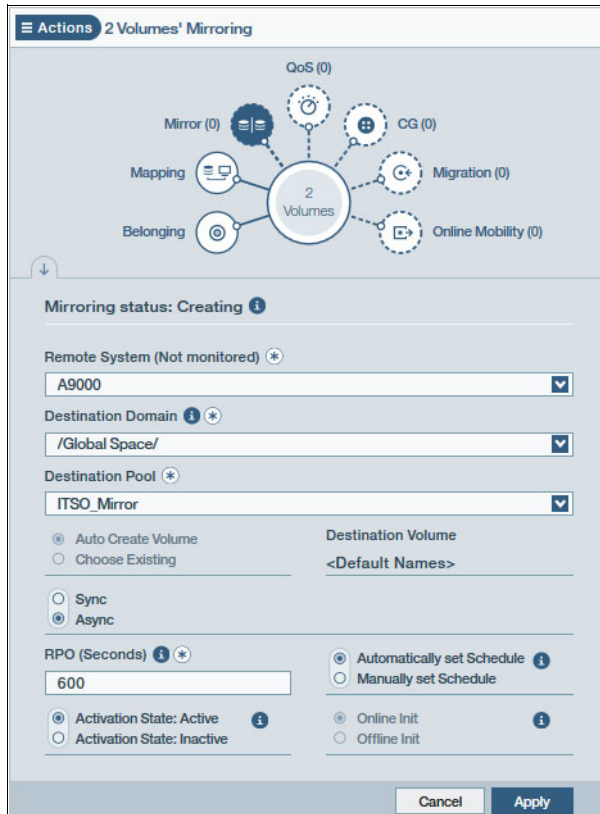 Actions 2 Volumes' Mirroring
QoS (0)
Mirror (0)
CG (0)
Mapping
Migration (0)
2
Volumes
Belonging
Online Mobility (0)
Mirroring status: Creating
Remote System (Not monitored)
A9000
Destination Domain
/Global Space/
Destination Pool
ITSO_Mirror
Auto Create Volume
Choose Existing
Destination Volume
<Default Names>
Sync
Async
RPO (Seconds)
600
Automatically set Schedule
Manually set Schedule
Activation State: Active
Activation State: Inactive
Online Init
Offline Init
Cancel
Apply